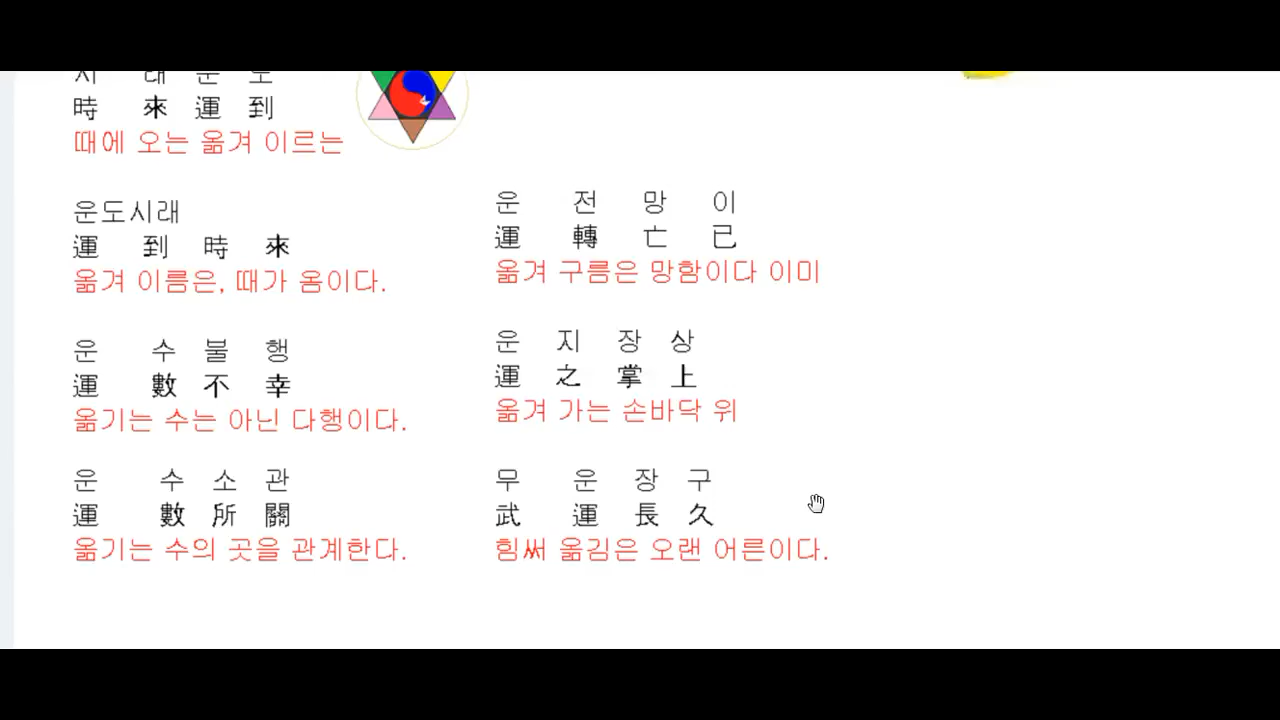 시 래 운 도
時 來 運 到
때에 오는 옮겨 이르는
운도시래
運 到 時 來
옮겨 이름은, 때가 옴이다.
운 수 불 행
運 數 不 幸
옮기는 수는 아닌 다행이다.
운 수 소 관
運 數 所 關
옮기는 수의 곳을 관계한다.
운 전 망 이
運 轉 亡 已
옮겨 구름은 망함이다 이미
운 지 장 상
運 之 掌 上
옮겨 가는 손바닥 위
무 운 장 구
武 運 長 久
힘써 옮김은 오랜 어른이다.